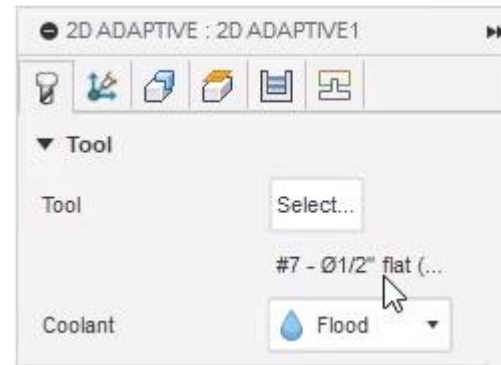 2D ADAPTIVE : 2D ADAPTIVE1
Tool
Tool Select...
#7 - Ø1/2" flat (...
Coolant Flood